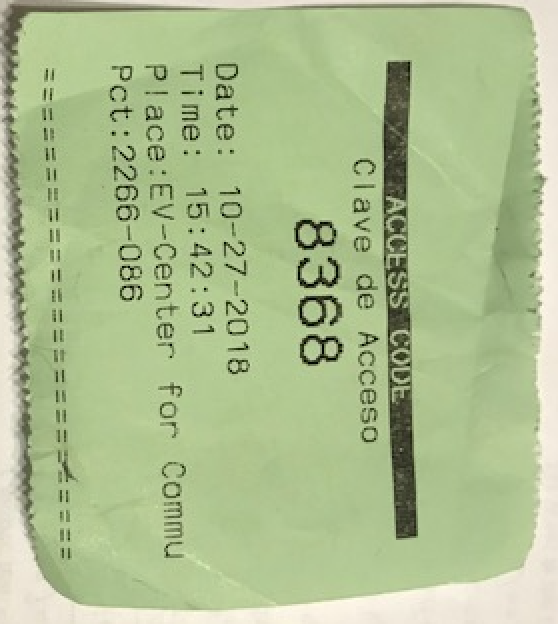 ACCESS CODE
Clave de Acceso
8368
Date: 10-27-2018
Time: 15:42:31
Place:EV-Center for Commu
Pct:2266-086
==============================